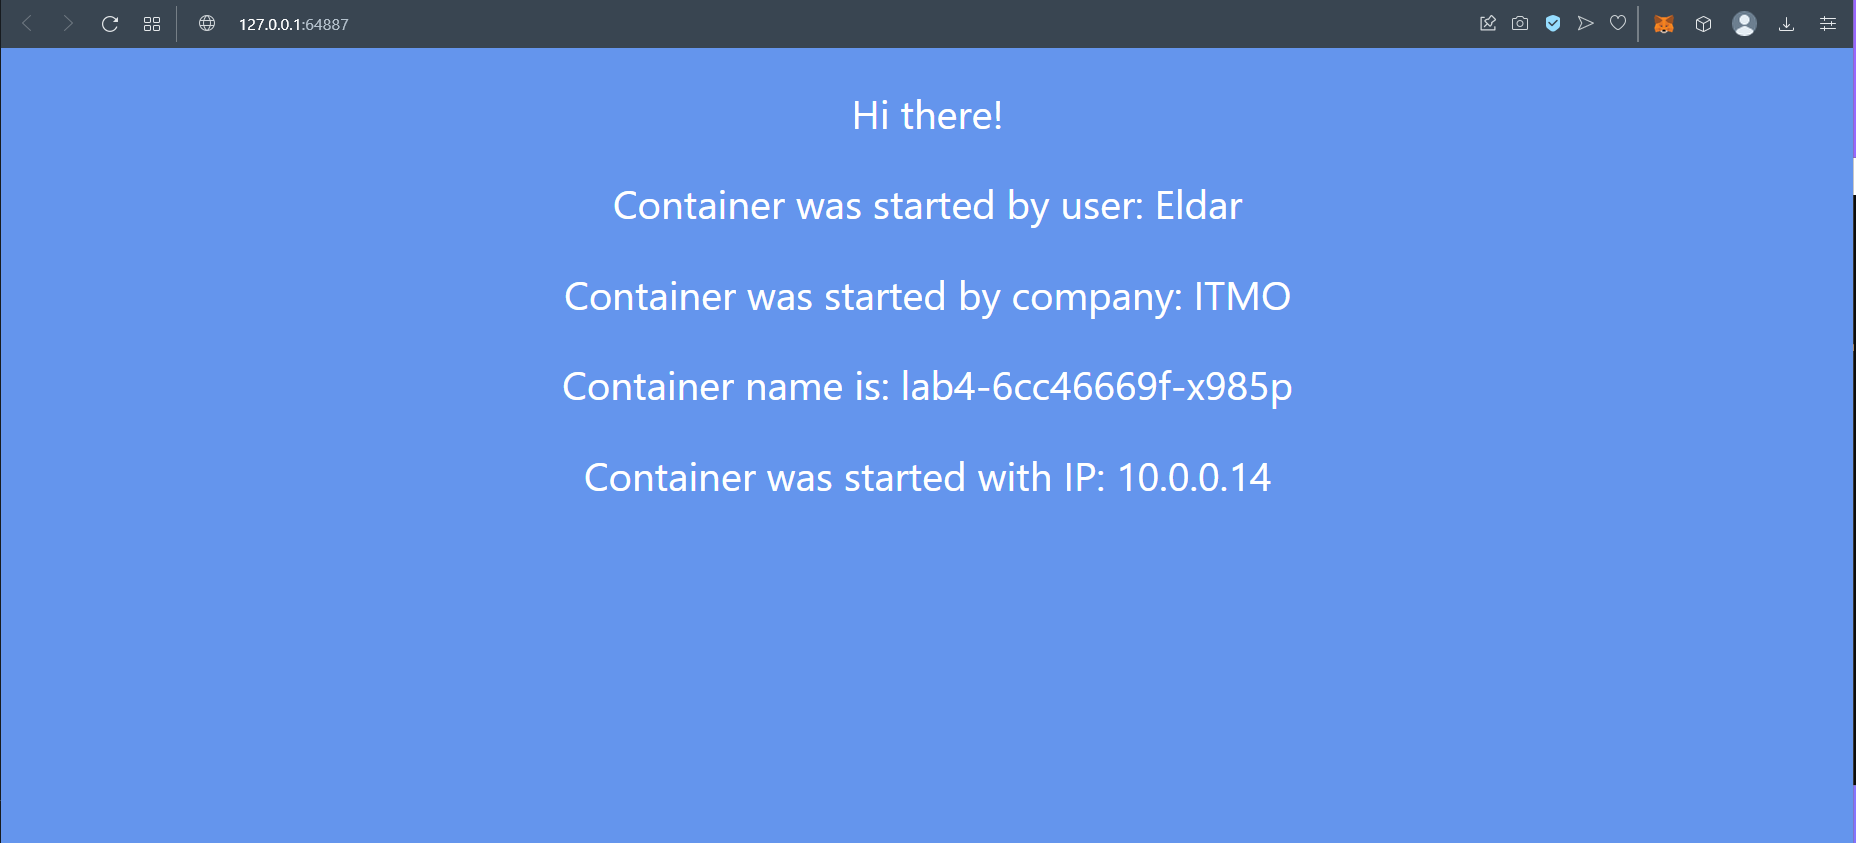 127.0.0.1:64887
Hi there!
Container was started by user: Eldar
Container was started by company: ITMO
Container name is: lab4-6cc46669f-x985p
Container was started with IP: 10.0.0.14